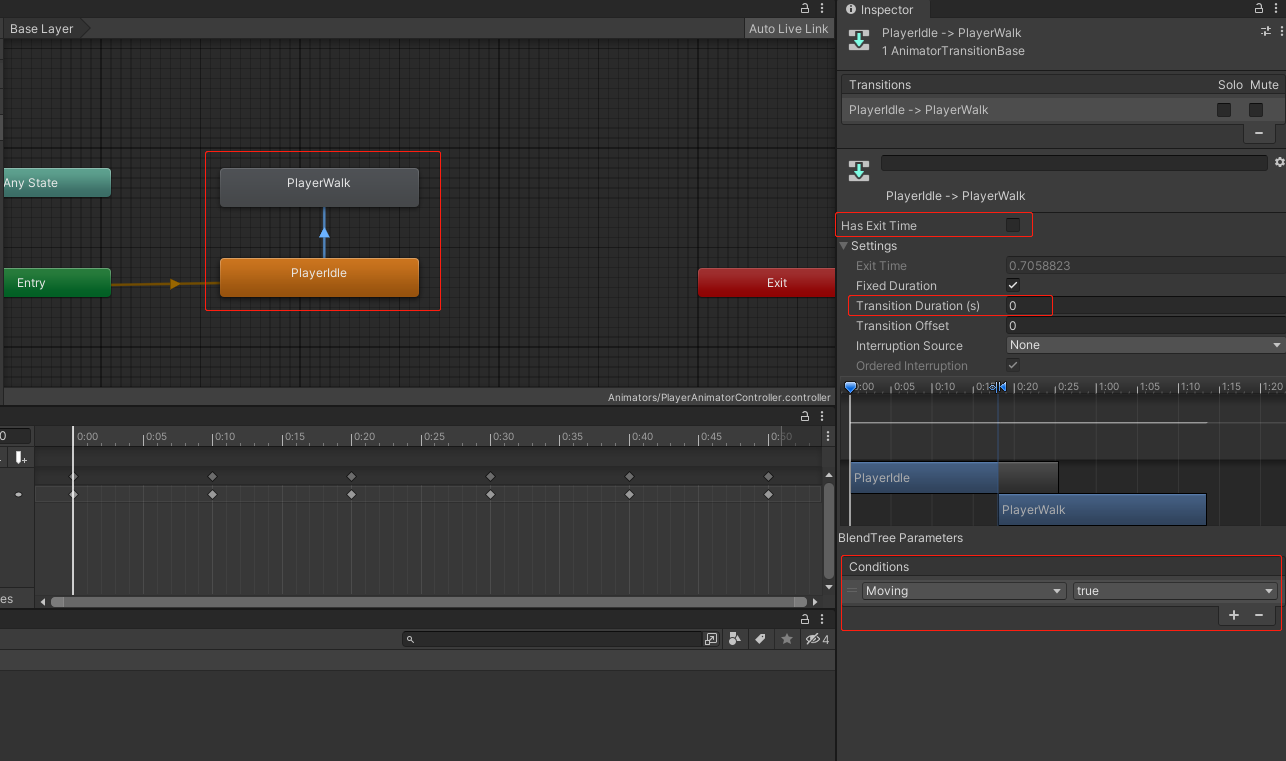 Base Layer
Auto Live Link
Any State
PlayerWalk
PlayerIdle
Entry
Exit
Animators/PlayerAnimatorController.controller
0
0:00 0:05 0:10 0:15 0:20 0:25 0:30 0:35 0:40 0:45 0:50
es
4
Inspector
PlayerIdle -> PlayerWalk
1 AnimatorTransitionBase
Transitions Solo Mute
PlayerIdle -> PlayerWalk
PlayerIdle -> PlayerWalk
Has Exit Time
Settings
Exit Time 0.7058823
Fixed Duration
Transition Duration (s) 0
Transition Offset 0
Interruption Source None
Ordered Interruption
0:00 0:05 0:10 0:15 0:20 0:25 1:00 1:05 1:10 1:15 1:20
PlayerIdle
PlayerWalk
BlendTree Parameters
Conditions
Moving true